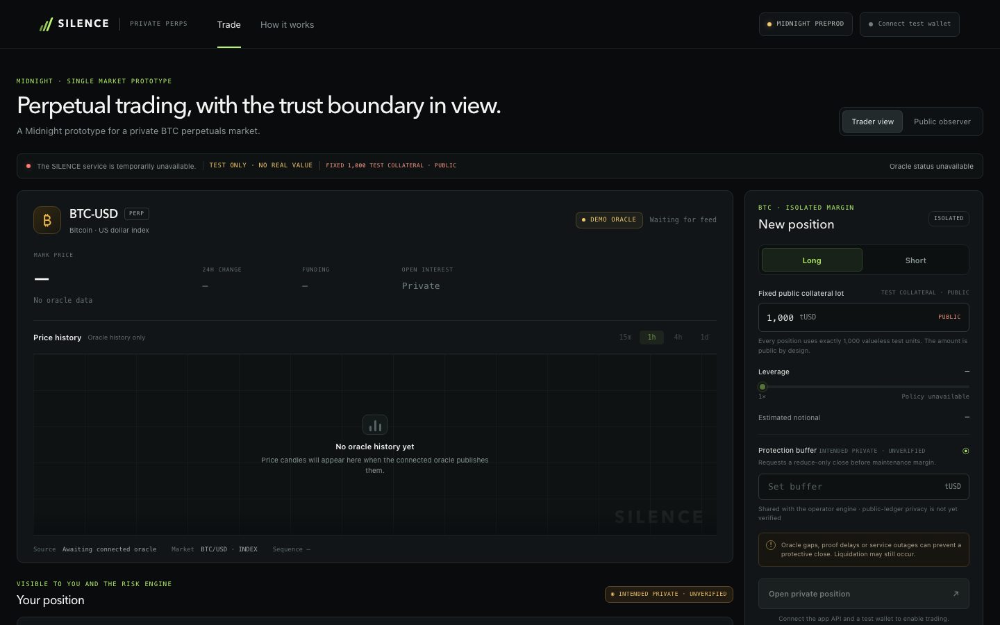 SILENCE
PRIVATE PERPS
Trade
How it works
MIDNIGHT PREPROD
Connect test wallet
MIDNIGHT · SINGLE MARKET PROTOTYPE
Perpetual trading, with the trust boundary in view.
A Midnight prototype for a private BTC perpetuals market.
Trader view
Public observer
The SILENCE service is temporarily unavailable.
TEST ONLY · NO REAL VALUE
FIXED 1,000 TEST COLLATERAL · PUBLIC
Oracle status unavailable
₿
BTC-USD
PERP
Bitcoin · US dollar index
DEMO ORACLE
Waiting for feed
MARK PRICE
—
No oracle data
24H CHANGE
—
FUNDING
—
OPEN INTEREST
Private
Price history
Oracle history only
15m
1h
4h
1d
No oracle history yet
Price candles will appear here when the connected oracle publishes
them.
SILENCE
Source Awaiting connected oracle
Market BTC/USD · INDEX
Sequence —
VISIBLE TO YOU AND THE RISK ENGINE
Your position
INTENDED PRIVATE · UNVERIFIED
BTC · ISOLATED MARGIN
New position
ISOLATED
Long
Short
Fixed public collateral lot
TEST COLLATERAL · PUBLIC
1,000 tUSD
PUBLIC
Every position uses exactly 1,000 valueless test units. The amount is
public by design.
Leverage
—
1×
Policy unavailable
Estimated notional
—
Protection buffer INTENDED PRIVATE · UNVERIFIED
Requests a reduce-only close before maintenance margin.
Set buffer
tUSD
Shared with the operator engine · public-ledger privacy is not yet
verified
! Oracle gaps, proof delays or service outages can prevent a
protective close. Liquidation may still occur.
Open private position ↗
Connect the app API and a test wallet to enable trading.